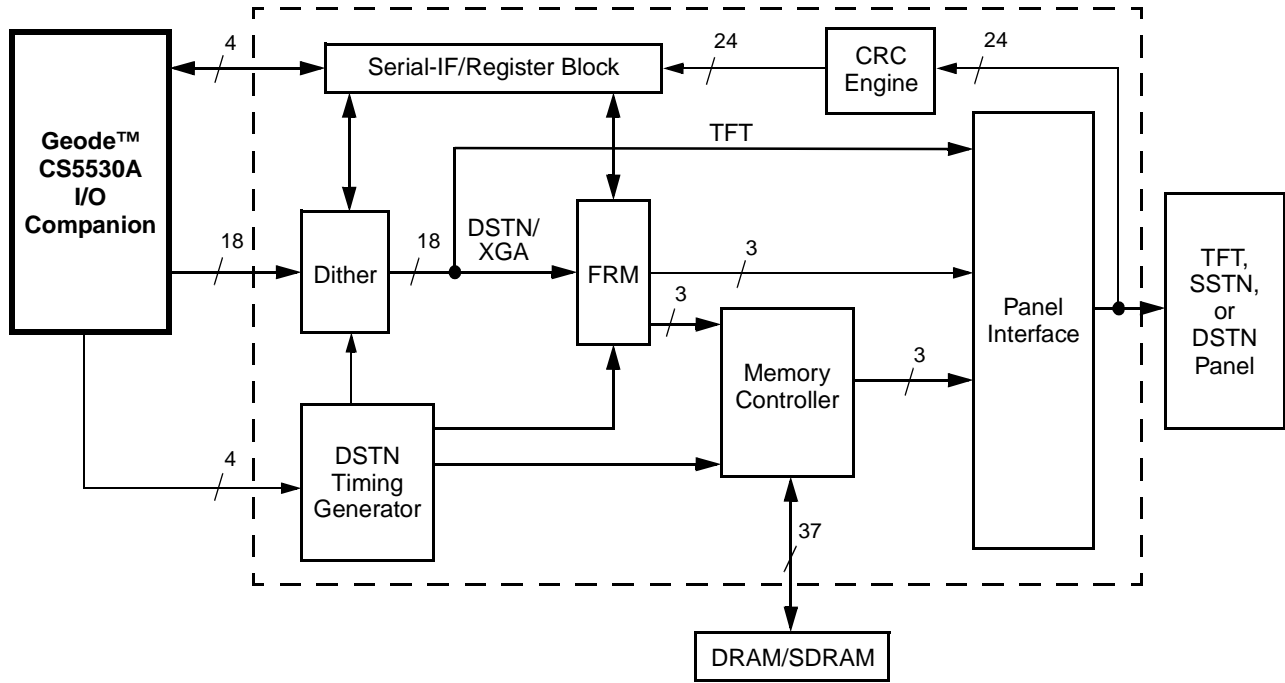 4
Serial-IF/Register Block
24
CRC
Engine
24
Geode™
CS5530A
I/O
Companion
TFT
18
Dither
18
DSTN/
XGA
FRM
3
3
Memory
Controller
3
Panel
Interface
TFT,
SSTN,
or
DSTN
Panel
4
DSTN
Timing
Generator
37
DRAM/SDRAM